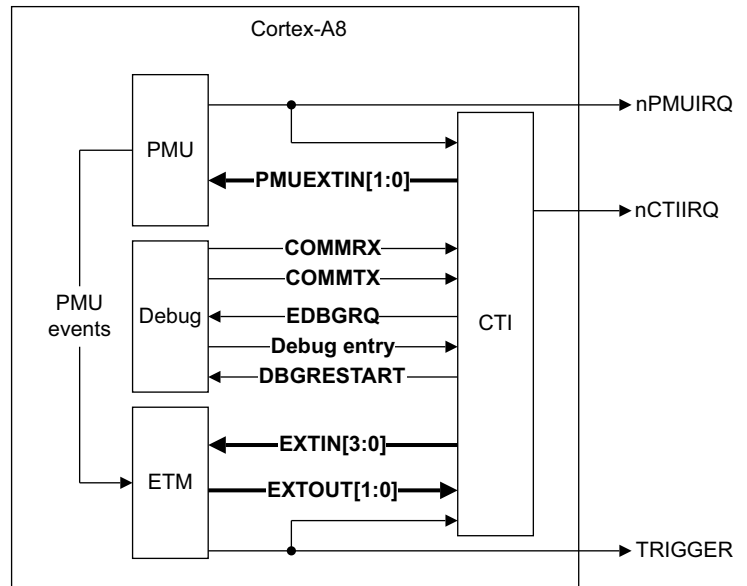 Cortex-A8
nPMUIRQ
PMU
PMUEXTIN[1:0]
nCTIIRQ
COMMRX
COMMTX
PMU
events
Debug
EDBGRQ
CTI
Debug entry
DBGRESTART
EXTIN[3:0]
ETM
EXTOUT[1:0]
TRIGGER